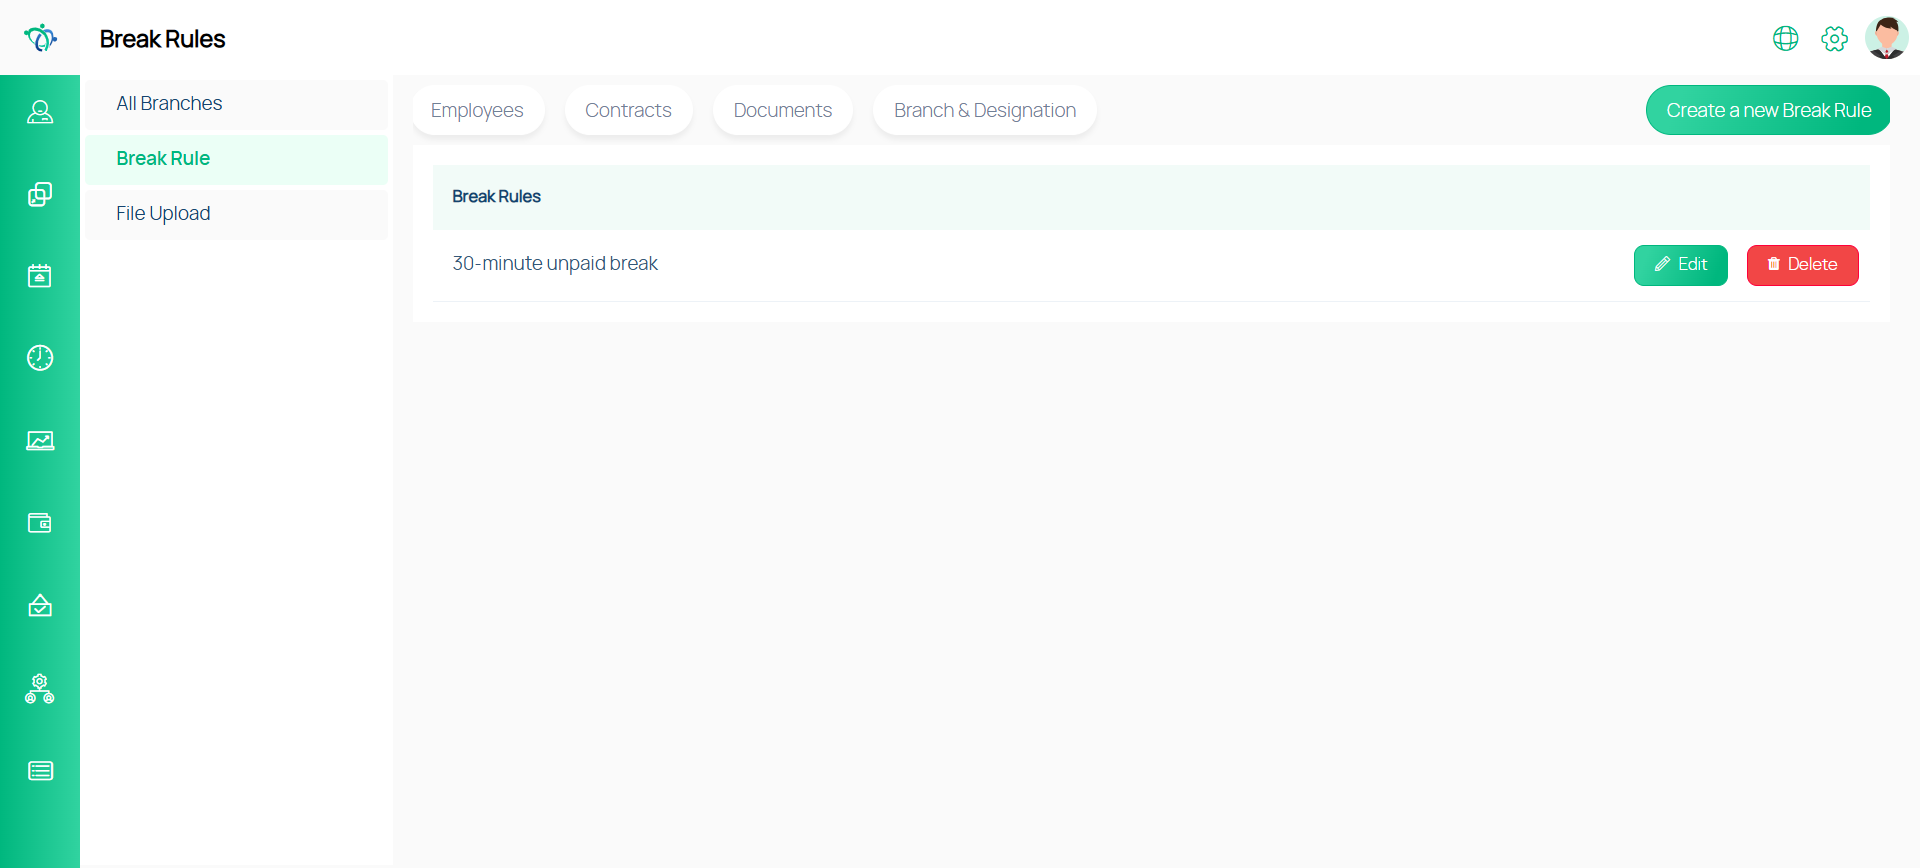 Break Rules
All Branches
Break Rule
File Upload
Employees
Contracts
Documents
Branch & Designation
Create a new Break Rule
Break Rules
30-minute unpaid break
Edit
Delete